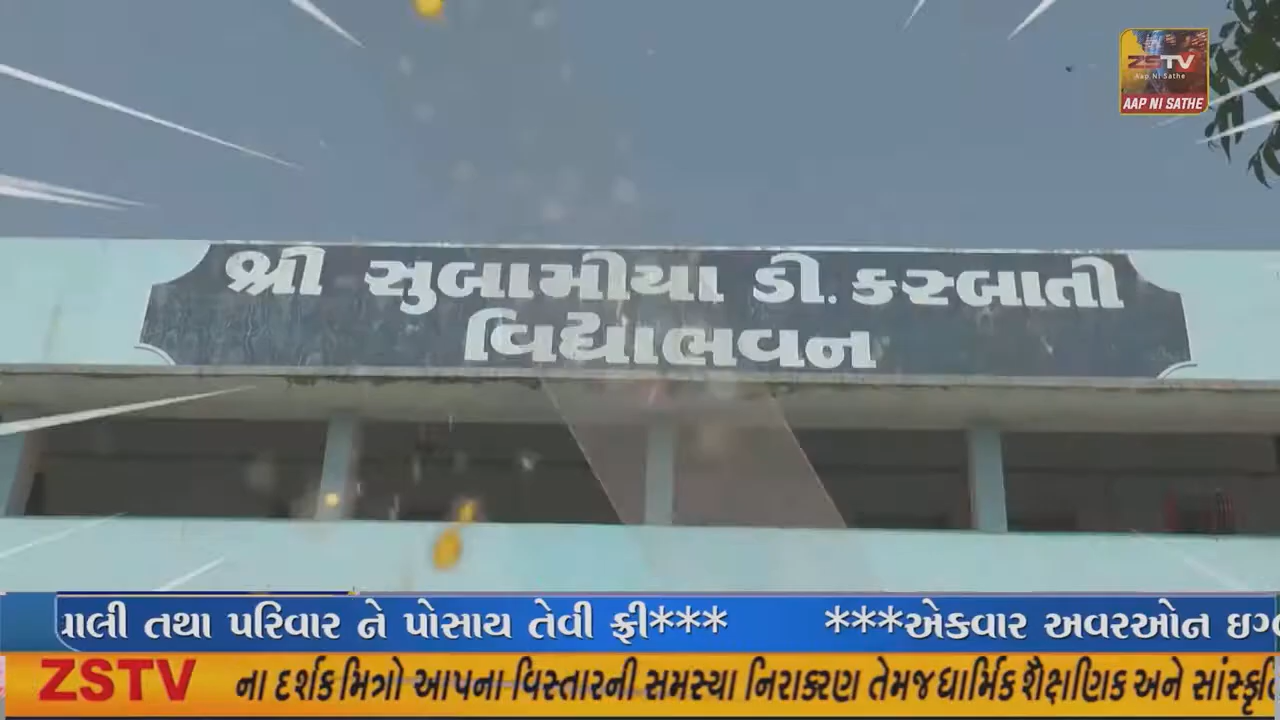 ZSTV
Aap Ni Sathe
AAP NI SATHE
શ્રી સુબામીયા ડી. કરબાતી
વિદ્યાભવન
તથા પરિવાર ને પોસાય તેવી ફ્રી*** ***એકવાર અવરઓન
ZSTV ના દર્શક મિત્રો આપના વિસ્તારની સમસ્યા નિરાકરણ તેમજ ધાર્મિક શૈક્ષણિક અને